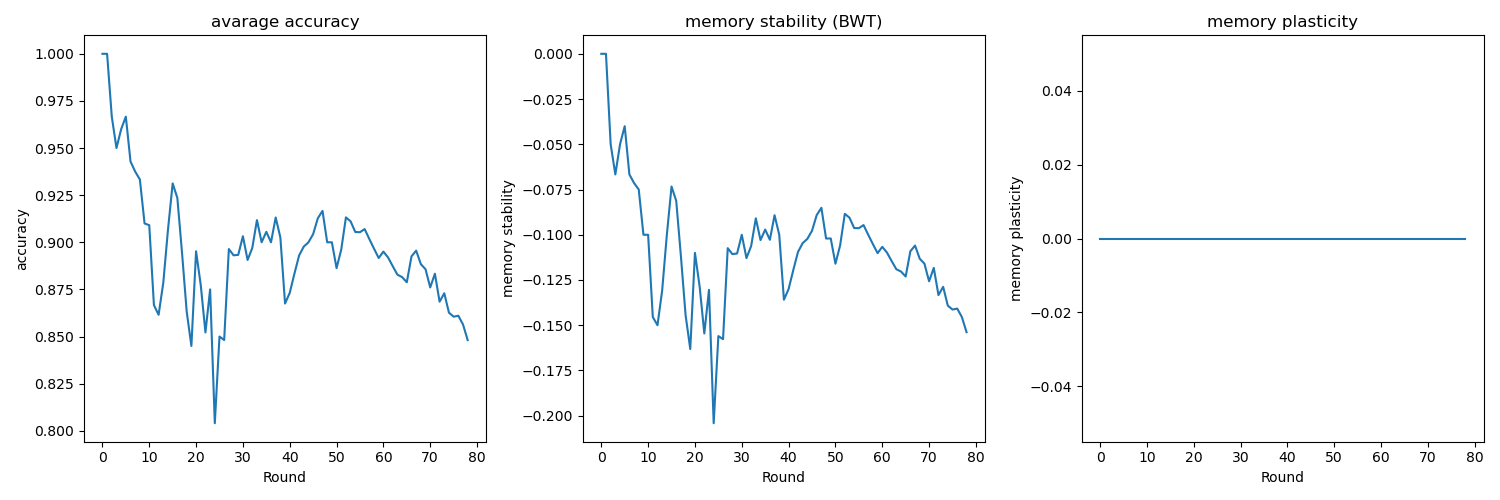 avarage accuracy
1.000
0.975
0.950
0.925
0.900
0.875
0.850
0.825
0.800
accuracy
0 10 20 30 40 50 60 70 80
Round
memory stability (BWT)
0.000
−0.025
−0.050
−0.075
−0.100
−0.125
−0.150
−0.175
−0.200
memory stability
0 10 20 30 40 50 60 70 80
Round
memory plasticity
0.04
0.02
0.00
−0.02
−0.04
memory plasticity
0 10 20 30 40 50 60 70 80
Round